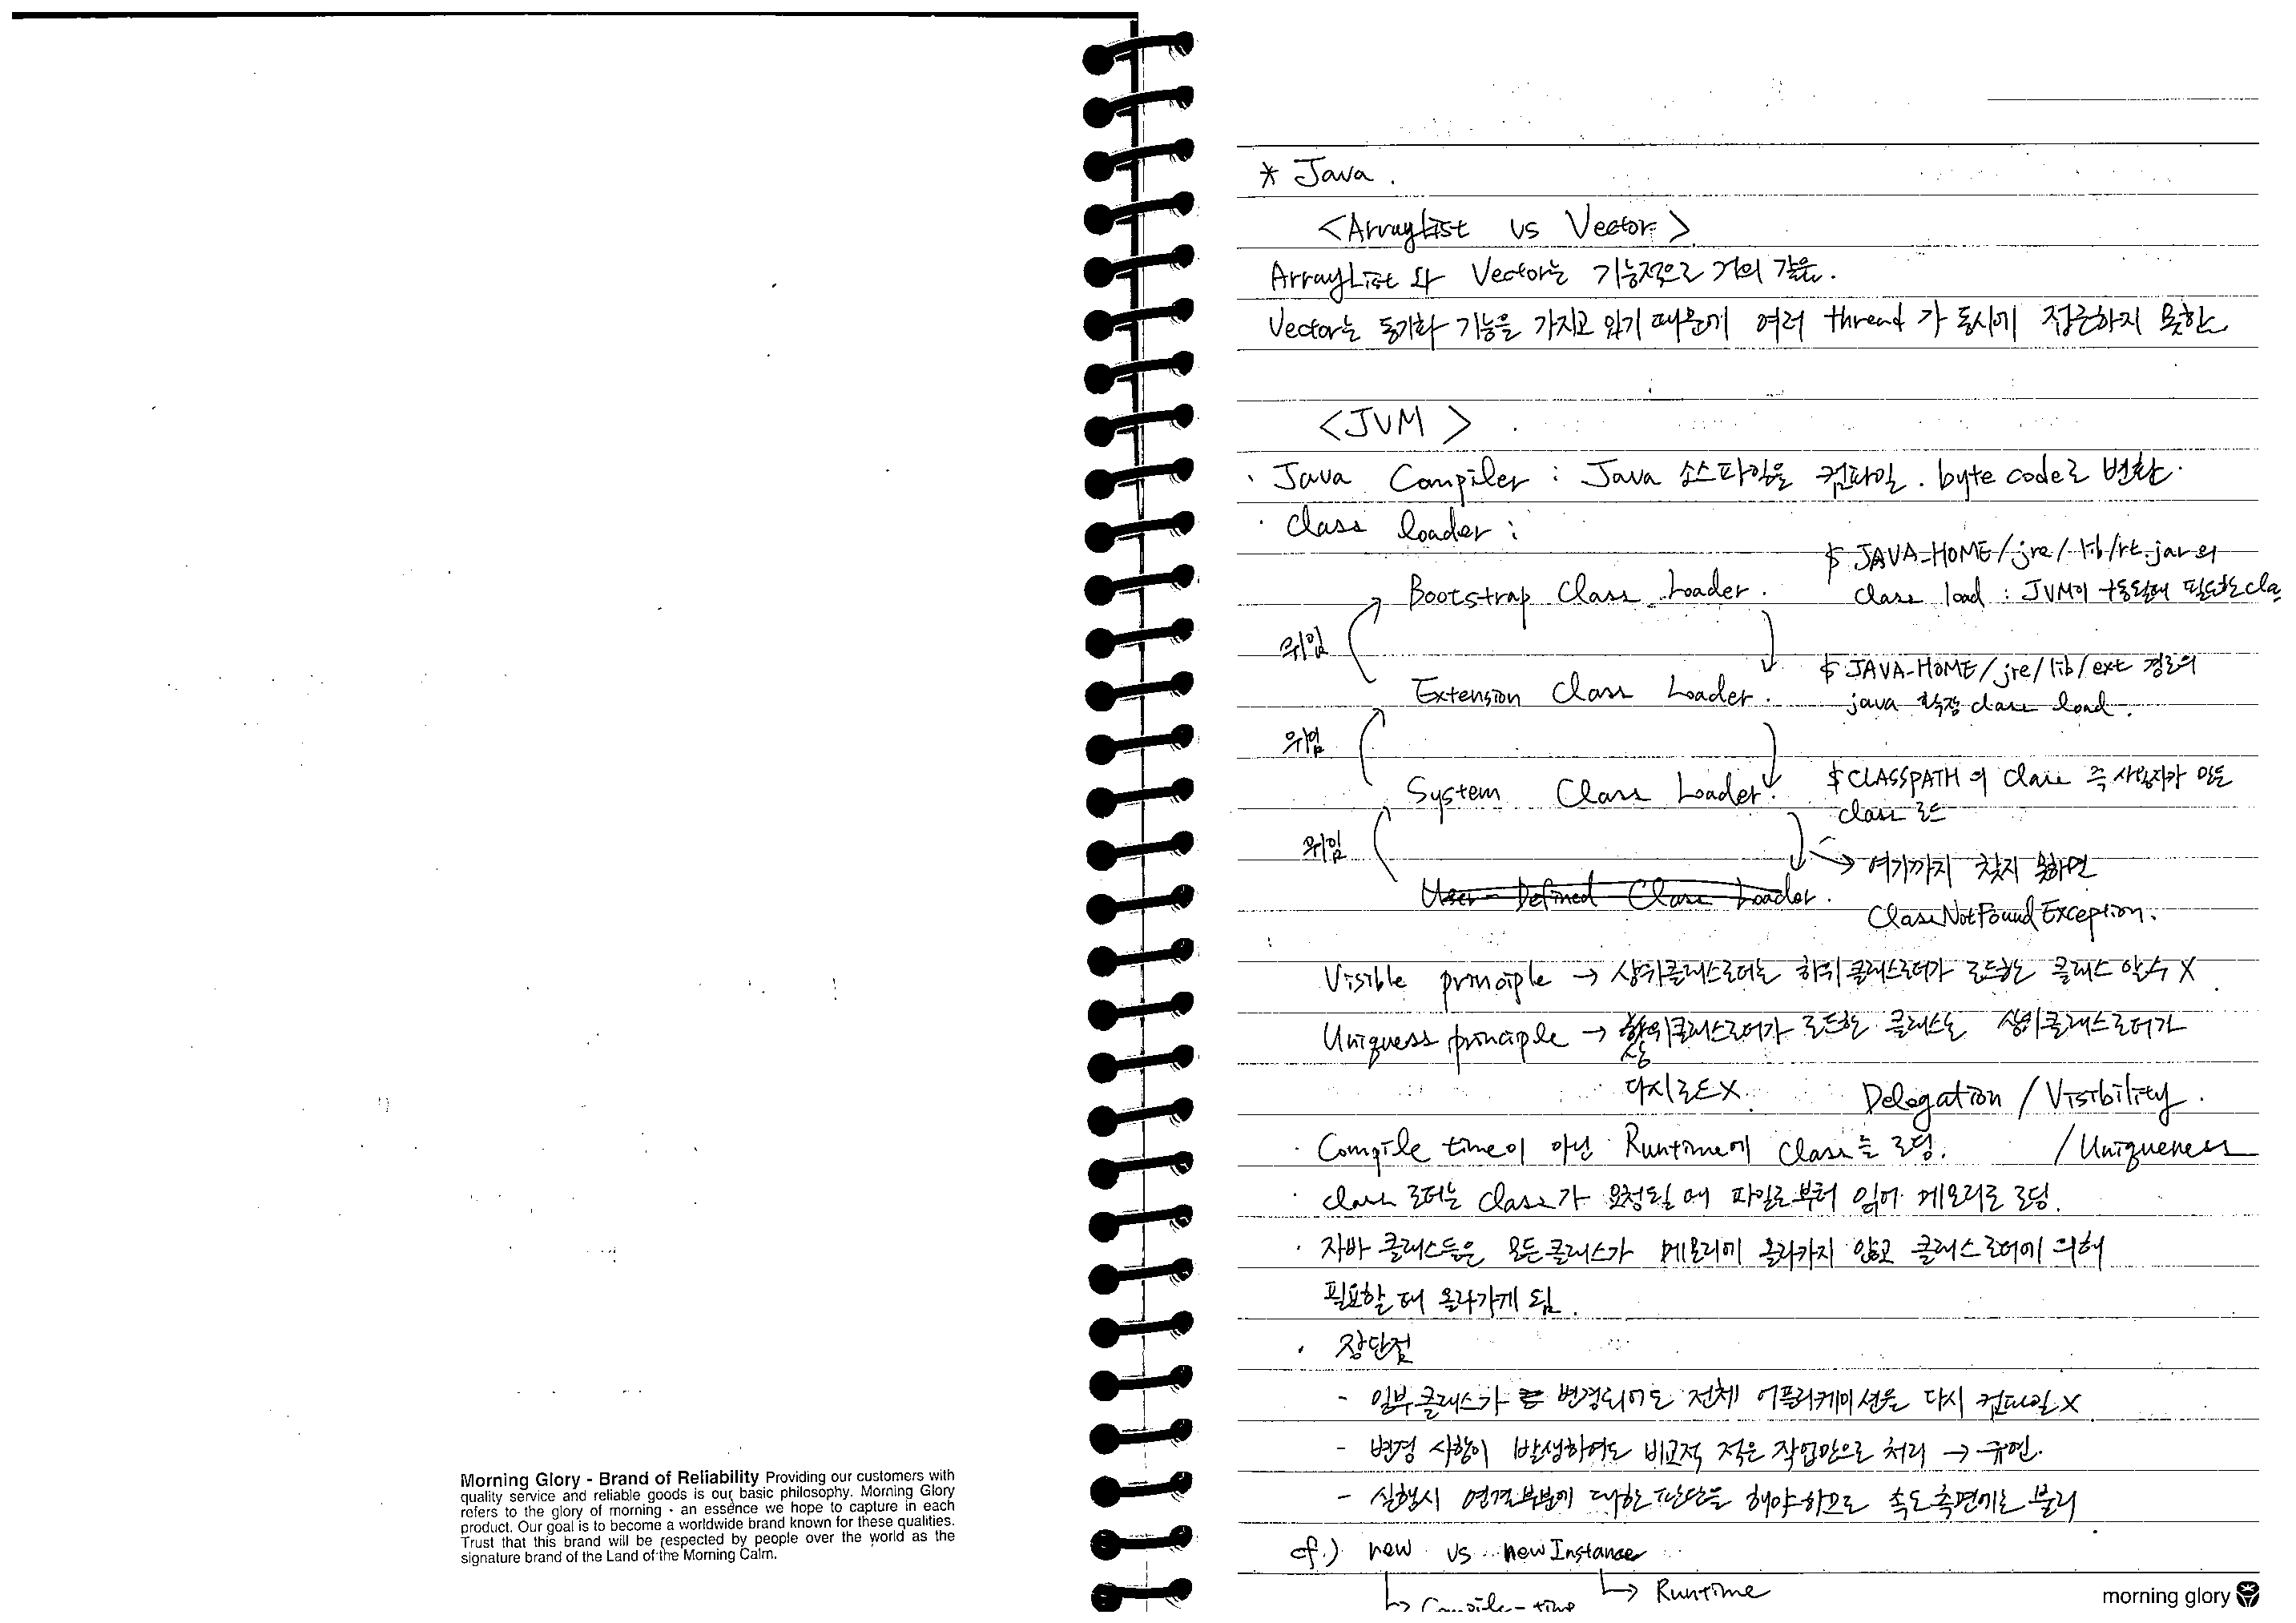 Morning Glory - Brand of Reliability Providing our customers with
quality service and reliable goods is our basic philosophy. Morning Glory
refers to the glory of morning - an essence we hope to capture in each
product. Our goal is to become a worldwide brand known for these qualities.
Trust that this brand will be respected by people over the world as the
signature brand of the Land of the Morning Calm.
* Java.
<ArrayList vs Vector>
ArrayList 와 Vector는 기능적으로 거의 같음.
Vector는 동기화 기능을 가지고 있기 때문에 여러 thread 가 동시에 접근하지 못한
<JVM>
· Java Compiler : Java 소스파일을 컴파일. byte code로 변환.
· class loader :
$ JAVA-HOME/jre/lib/rt.jar의
Bootstrap Class Loader.
class load : JVM이 구동될때 필요한 cla
위임
$ JAVA-HOME/jre/lib/ext 경로의
Extension Class Loader.
java 확장 class load.
위임
$ CLASSPATH 의 class 즉 사용자가 만든
System Class Loader.
class 로드
위임
→ 여기까지 찾지 못하면
User-Defined Class Loader.
ClassNotFoundException.
Visible principle → 상위클래스로더는 하위클래스로더가 로드하는 클래스 알수 X
Uniquess principle → 하위클래스로더가 로드한 클래스는 상위클래스로더가
상
다시로드X
Delegation / Visibility.
· Compile time이 아닌 Runtime에 Class를 로딩.
/ Uniqueness
· class 로더는 class가 요청될 때 파일로부터 읽어 메모리로 로딩.
· 자바 클래스들은 모든클래스가 메모리에 올라가지 않고 클래스로더에 의해
필요할 때 올라가게 됨.
· 장단점
- 일부클래스가 변경되어도 전체 어플리케이션을 다시 컴파일X
- 변경 사항이 발생하여도 비교적 적은 작업만으로 처리 → 유연.
- 실행시 연결부분에 대한 판단을 해야하므로 속도측면에는 불리
cf.) new vs newInstance
↳ Runtime
↳ Compile-time
morning glory